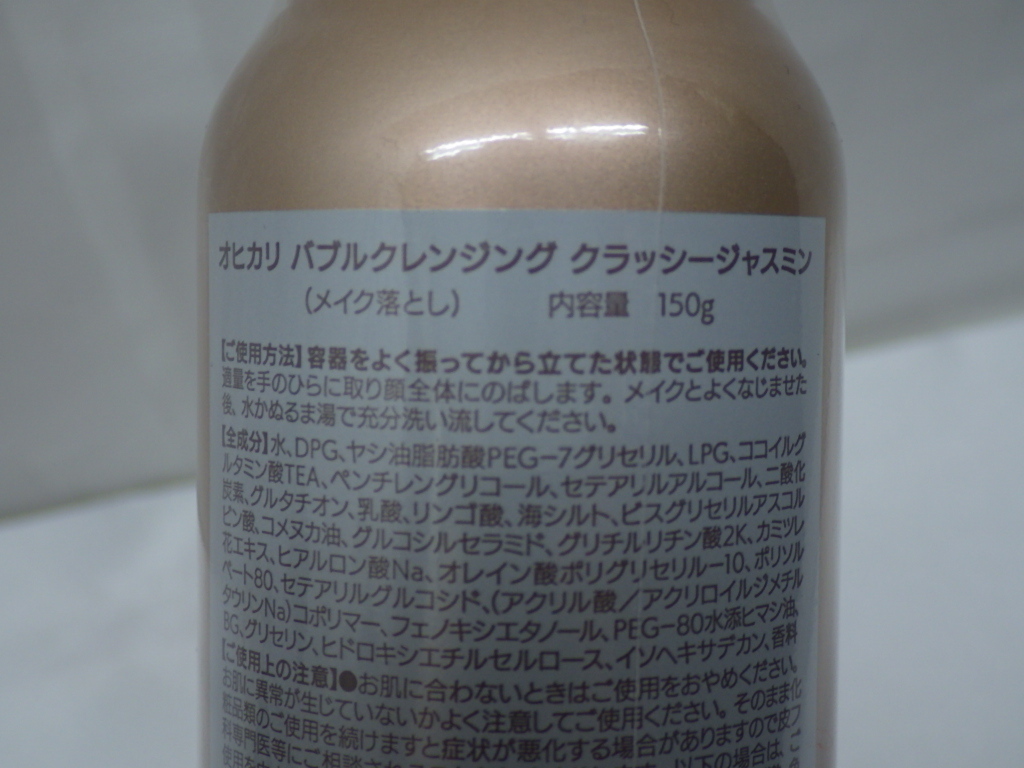 オヒカリ バブルクレンジング クラッシージャスミン
（メイク落とし） 内容量 150g
【ご使用方法】容器をよく振ってから立てた状態でご使用ください。
適量を手のひらに取り顔全体にのばします。メイクとよくなじませた
後、水かぬるま湯で充分洗い流してください。
【全成分】水、DPG、ヤシ油脂肪酸PEG−7グリセリル、LPG、ココイルグ
ルタミン酸TEA、ペンチレングリコール、セテアリルアルコール、二酸化
炭素、グルタチオン、乳酸、リンゴ酸、海シルト、ビスグリセリルアスコル
ビン酸、コメヌカ油、グルコシルセラミド、グリチルリチン酸2K、カミツレ
花エキス、ヒアルロン酸Na、オレイン酸ポリグリセリル−10、ポリソル
ベート80、セテアリルグルコシド、（アクリル酸／アクリロイルジメチル
タウリンNa）コポリマー、フェノキシエタノール、PEG−80水添ヒマシ油、
BG、グリセリン、ヒドロキシエチルセルロース、イソヘキサデカン、香料
【ご使用上の注意】●お肌に合わないときはご使用をおやめください。
お肌に異常が生じていないかよく注意してご使用ください。そのまま化
粧品類のご使用を続けますと症状が悪化する場合がありますので皮フ
科専門医等にご相談され